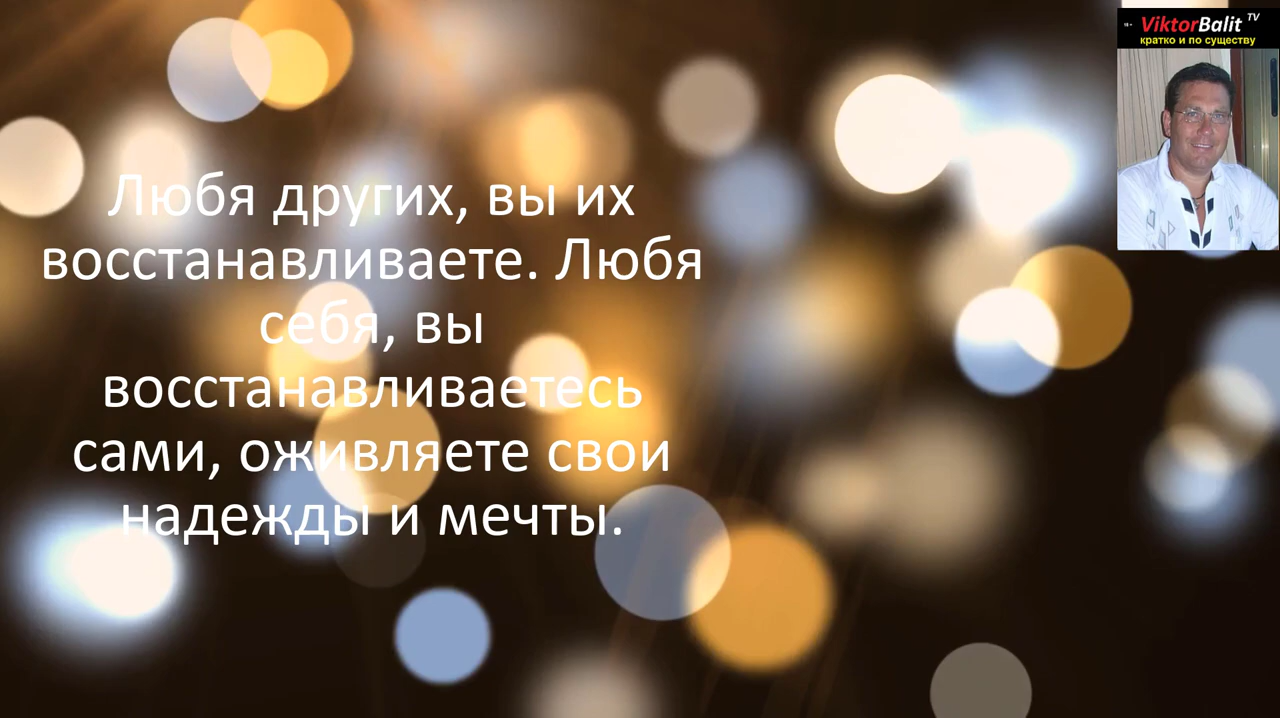 ViktorBalit TV
кратко и по существу
Любя других, вы их
восстанавливаете. Любя
себя, вы
восстанавливаетесь
сами, оживляете свои
надежды и мечты.